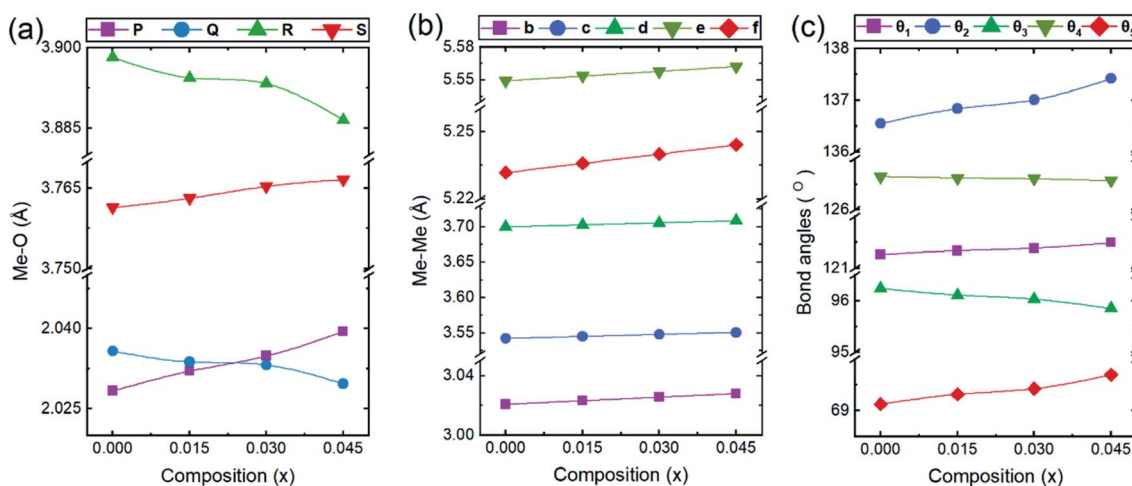 (a)
P Q R S
3.900
3.885
3.765
3.750
2.040
2.025
Me-O (Å)
0.000 0.015 0.030 0.045
Composition (x)
(b)
b c d e f
5.58
5.55
5.25
5.22
3.70
3.65
3.60
3.55
3.04
3.00
Me-Me (Å)
0.000 0.015 0.030 0.045
Composition (x)
(c)
θ₁ θ₂ θ₃ θ₄ θ₅
138
137
136
126
121
96
95
69
Bond angles (°)
0.000 0.015 0.030 0.045
Composition (x)